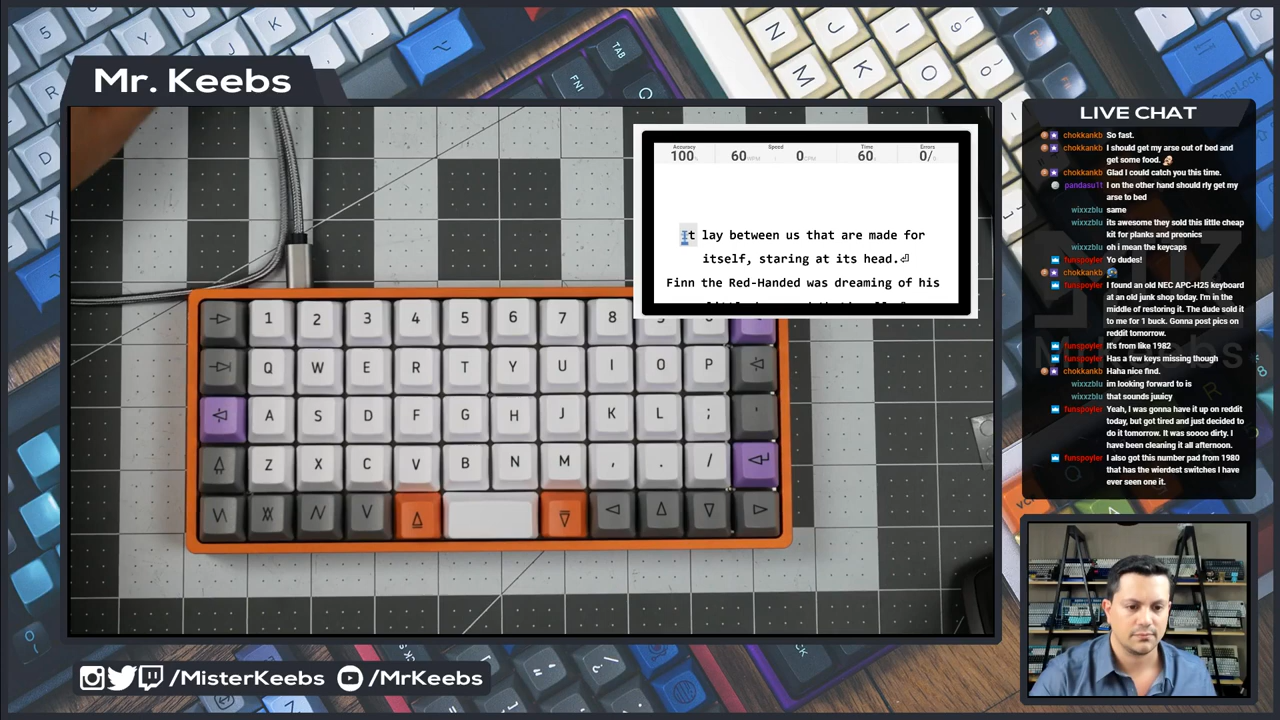 Mr. Keebs
Accuracy
Speed
Time
Errors
100%
60WPM
/
0CPM
60
0/
It lay between us that are made for
itself, staring at its head.⏎
Finn the Red-Handed was dreaming of his
1 2 3 4 5 6 7 8
Q W E R T Y U I O P
A S D F G H J K L ; '
Z X C V B N M , . /
/MisterKeebs
/MrKeebs
LIVE CHAT
chokkankb So fast.
chokkankb I should get my arse out of bed and
get some food.
chokkankb Glad I could catch you this time.
pandasu1t I on the other hand should rly get my
arse to bed
wixxzblu same
wixxzblu its awesome they sold this little cheap
kit for planks and preonics
wixxzblu oh i mean the keycaps
funspoyler Yo dudes!
chokkankb
funspoyler I found an old NEC APC-H25 keyboard
at an old junk shop today. I'm in the
middle of restoring it. The dude sold it
to me for 1 buck. Gonna post pics on
reddit tomorrow.
funspoyler It's from like 1982
funspoyler Has a few keys missing though
chokkankb Haha nice find.
wixxzblu im looking forward to is
wixxzblu that sounds juuicy
funspoyler Yeah, I was gonna have it up on reddit
today, but got tired and just decided to
do it tomorrow. It was soooo dirty. I
have been cleaning it all afternoon.
funspoyler I also got this number pad from 1980
that has the wierdest switches I have
ever seen one it.